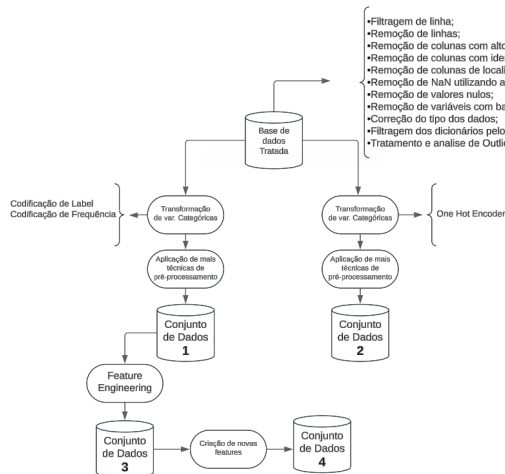 •Filtragem de linha;
•Remoção de linhas;
•Remoção de colunas com alto
•Remoção de colunas com
•Remoção de colunas de
•Remoção de NaN utilizando
•Remoção de valores nulos;
•Remoção de variáveis com
•Correção do tipo dos dados;
•Filtragem dos dicionários
•Tratamento e analise de
Base de
dados
Tratada
Codificação de Label
Codificação de Frequência
Transformação
de var. Categóricas
Transformação
de var. Categóricas
One Hot Encoder
Aplicação de mais
técnicas de
pré-processamento
Aplicação de mais
técnicas de
pré-processamento
Conjunto
de Dados
1
Conjunto
de Dados
2
Feature
Engineering
Conjunto
de Dados
3
Criação de novas
features
Conjunto
de Dados
4